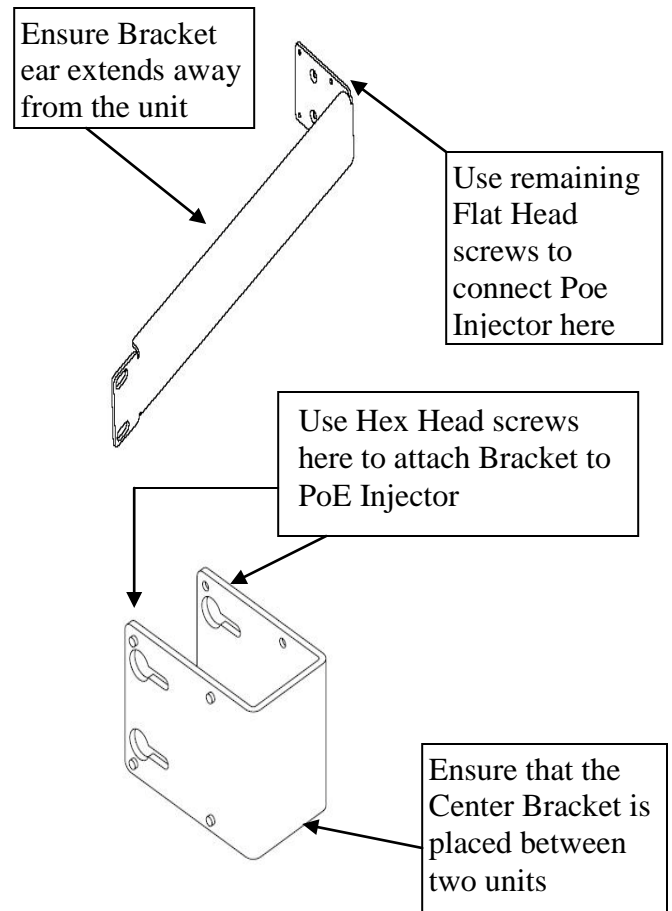 Ensure Bracket
ear extends away
from the unit
Use remaining
Flat Head
screws to
connect Poe
Injector here
Use Hex Head screws
here to attach Bracket to
PoE Injector
Ensure that the
Center Bracket is
placed between
two units